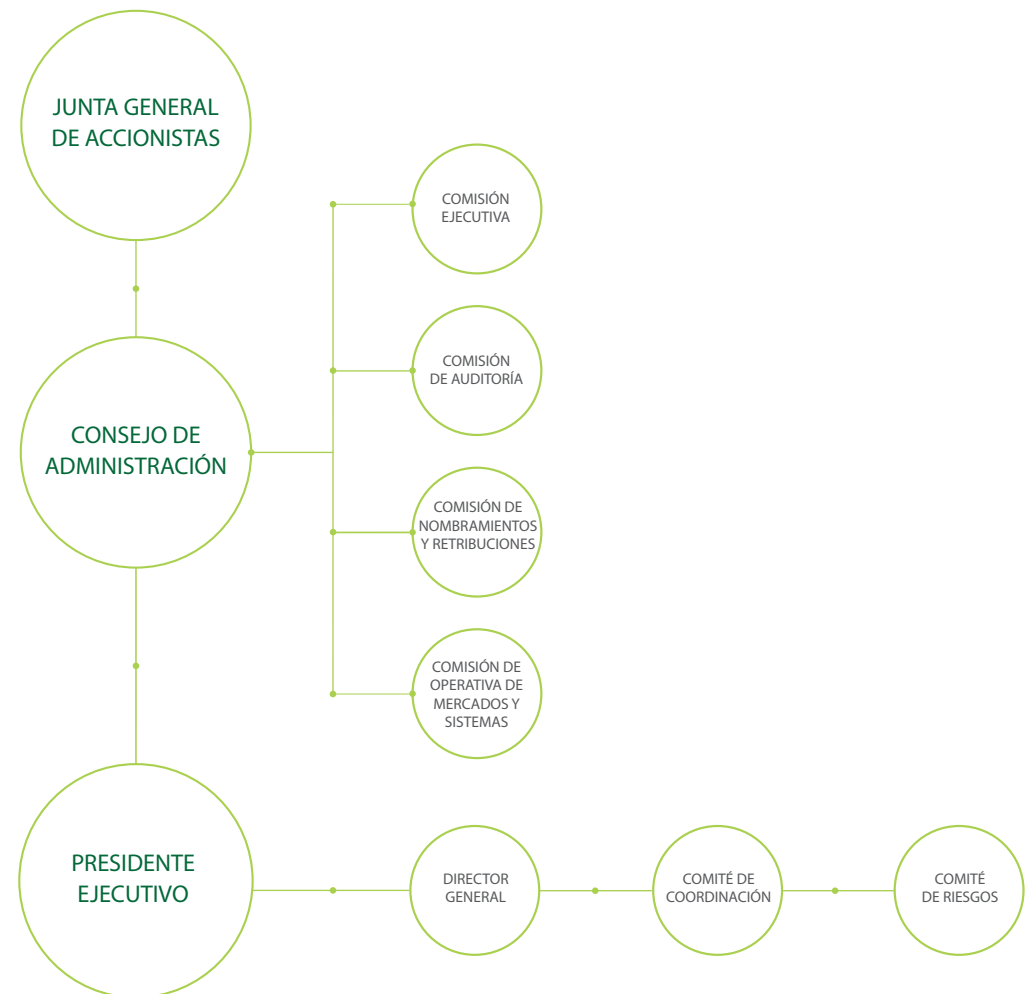 JUNTA GENERAL
DE ACCIONISTAS
COMISIÓN
EJECUTIVA
COMISIÓN
DE AUDITORÍA
CONSEJO DE
ADMINISTRACIÓN
COMISIÓN DE
NOMBRAMIENTOS
Y RETRIBUCIONES
COMISIÓN DE
OPERATIVA DE
MERCADOS Y
SISTEMAS
PRESIDENTE
EJECUTIVO
DIRECTOR
GENERAL
COMITÉ DE
COORDINACIÓN
COMITÉ
DE RIESGOS